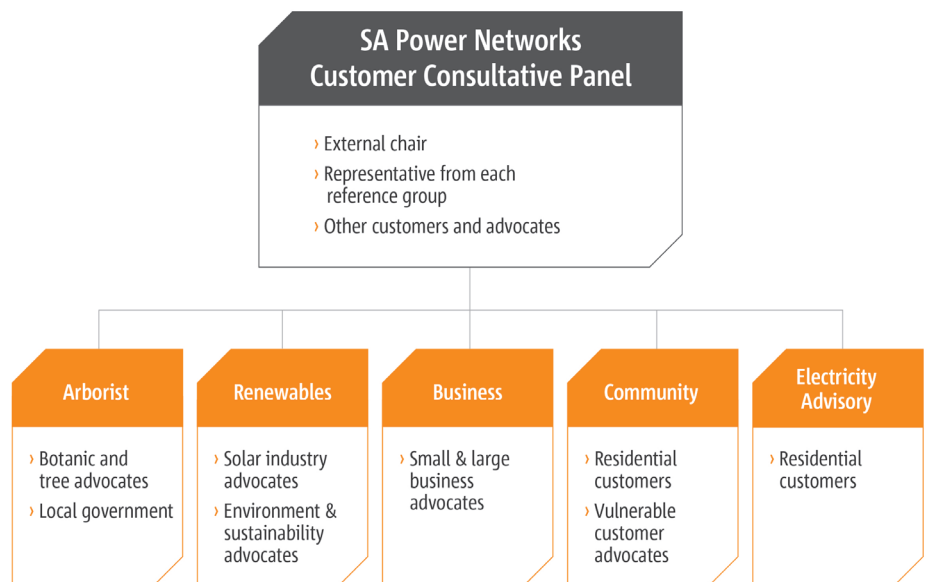 SA Power Networks
Customer Consultative Panel
› External chair
› Representative from each
reference group
› Other customers and advocates
Arborist
› Botanic and
tree advocates
› Local government
Renewables
› Solar industry
advocates
› Environment &
sustainability
advocates
Business
› Small & large
business
advocates
Community
› Residential
customers
› Vulnerable
customer
advocates
Electricity
Advisory
› Residential
customers